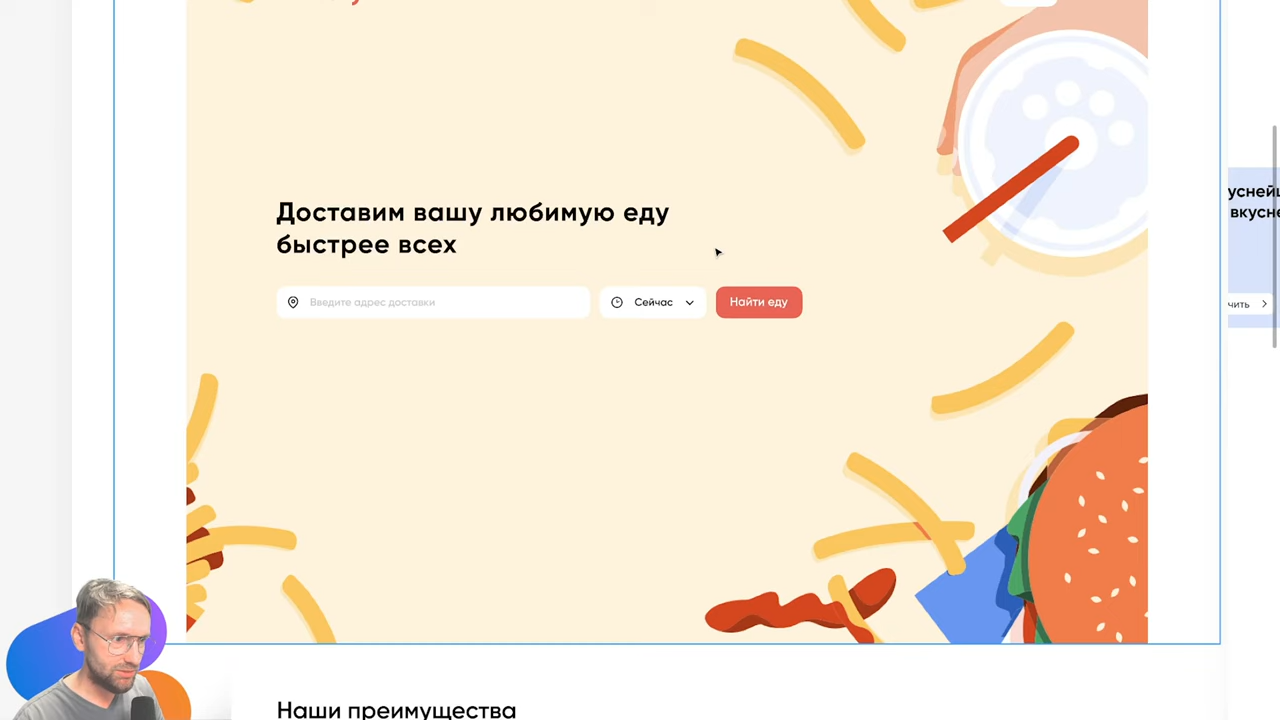 Доставим вашу любимую еду
быстрее всех
Введите адрес доставки
Сейчас
Найти еду
Наши преимущества